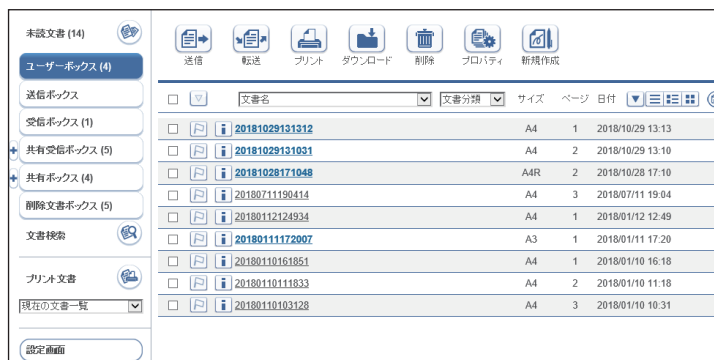 未読文書 (14)
ユーザーボックス (4)
送信ボックス
受信ボックス (1)
共有受信ボックス (5)
共有ボックス (4)
削除文書ボックス (5)
文書検索
プリント文書
現在の文書一覧
設定画面
送信 転送 プリント ダウンロード 削除 プロパティ 新規作成
文書名 文書分類 サイズ ページ 日付
20181029131312 A4 1 2018/10/29 13:13
20181029131031 A4 2 2018/10/29 13:10
20181028171048 A4R 2 2018/10/28 17:10
20180711190414 A4 3 2018/07/11 19:04
20180112124934 A4 1 2018/01/12 12:49
20180111172007 A3 1 2018/01/11 17:20
20180110161851 A4 1 2018/01/10 16:18
20180110111833 A4 2 2018/01/10 11:18
20180110103128 A4 3 2018/01/10 10:31